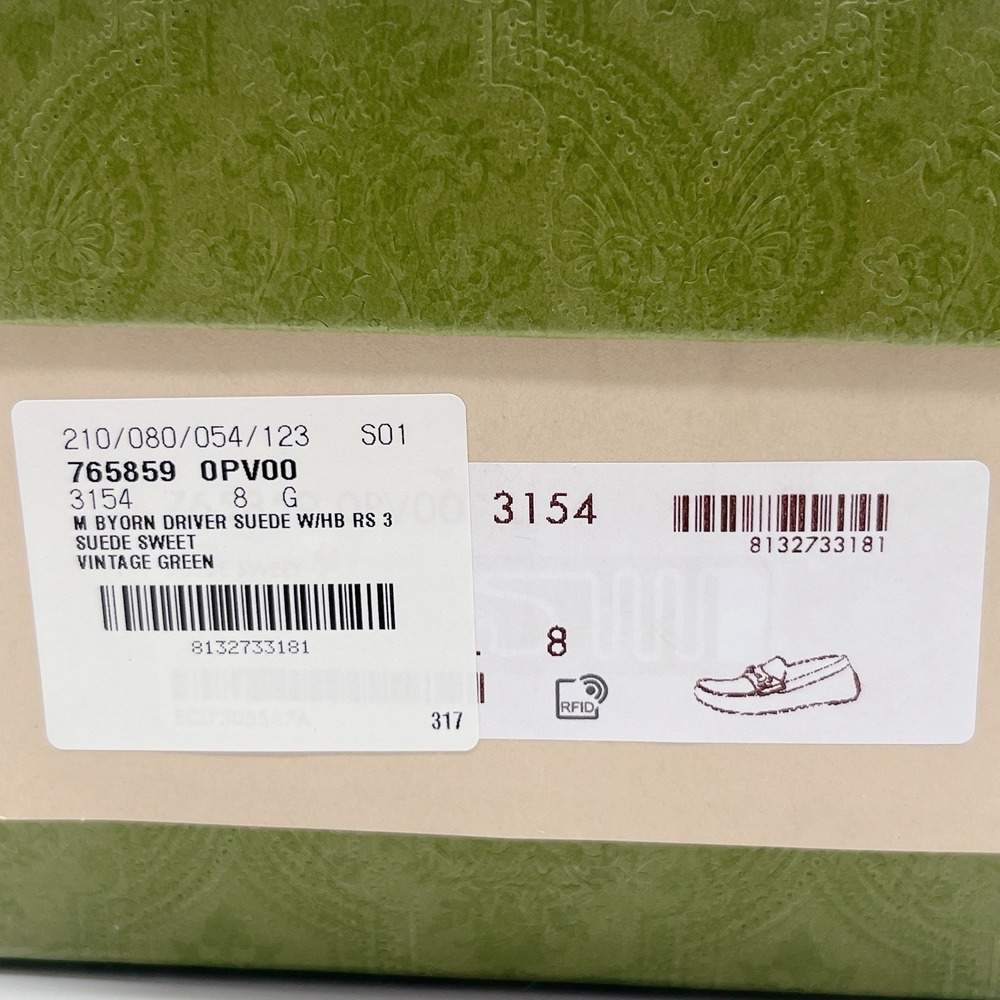 210/080/054/123 S01
765859 0PV00
3154 8 G
M BYORN DRIVER SUEDE W/HB RS 3
SUEDE SWEET
VINTAGE GREEN
8132733181
317
3154
8132733181
8
RFID